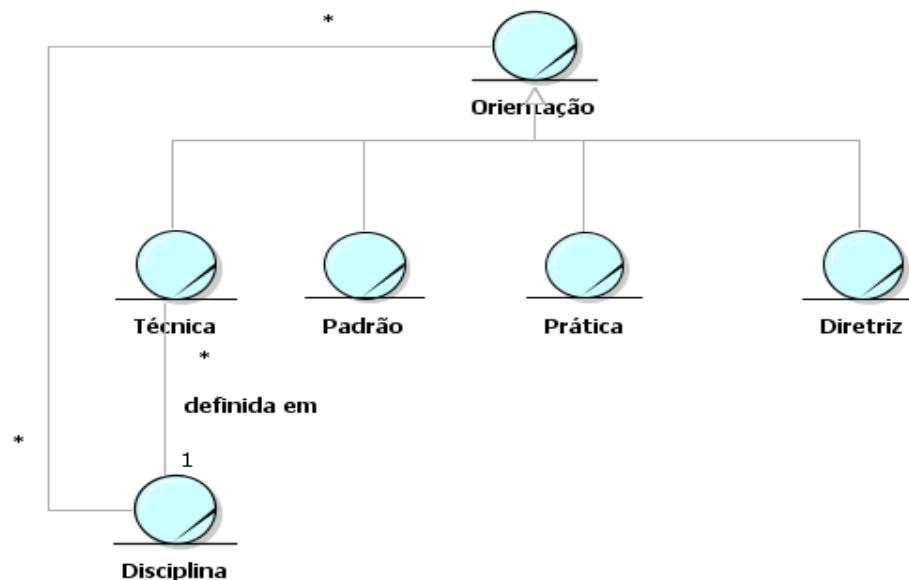 *
Orientação
Técnica
Padrão
Prática
Diretriz
*
definida em
*
1
Disciplina